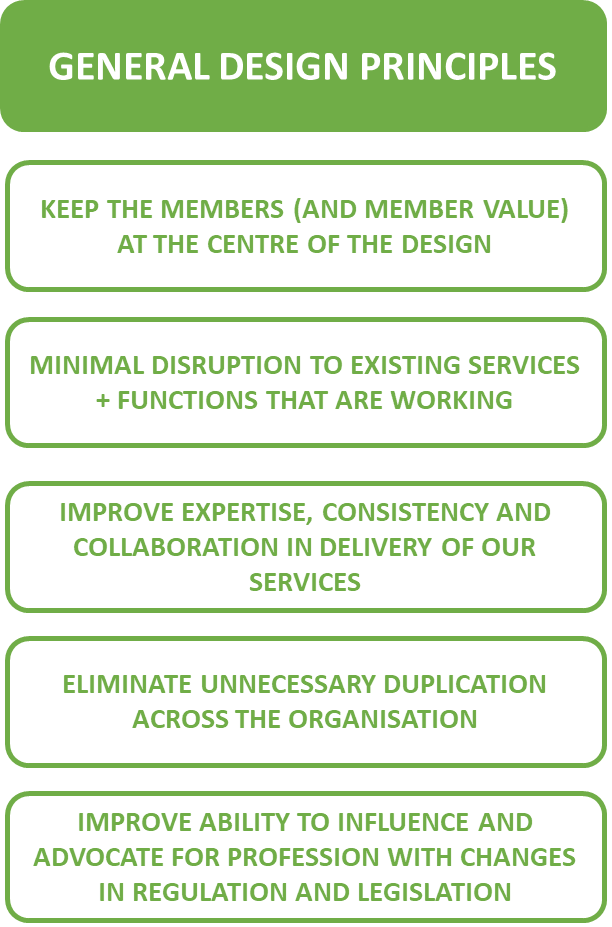 GENERAL DESIGN PRINCIPLES
KEEP THE MEMBERS (AND MEMBER VALUE)
AT THE CENTRE OF THE DESIGN
MINIMAL DISRUPTION TO EXISTING SERVICES
+ FUNCTIONS THAT ARE WORKING
IMPROVE EXPERTISE, CONSISTENCY AND
COLLABORATION IN DELIVERY OF OUR
SERVICES
ELIMINATE UNNECESSARY DUPLICATION
ACROSS THE ORGANISATION
IMPROVE ABILITY TO INFLUENCE AND
ADVOCATE FOR PROFESSION WITH CHANGES
IN REGULATION AND LEGISLATION